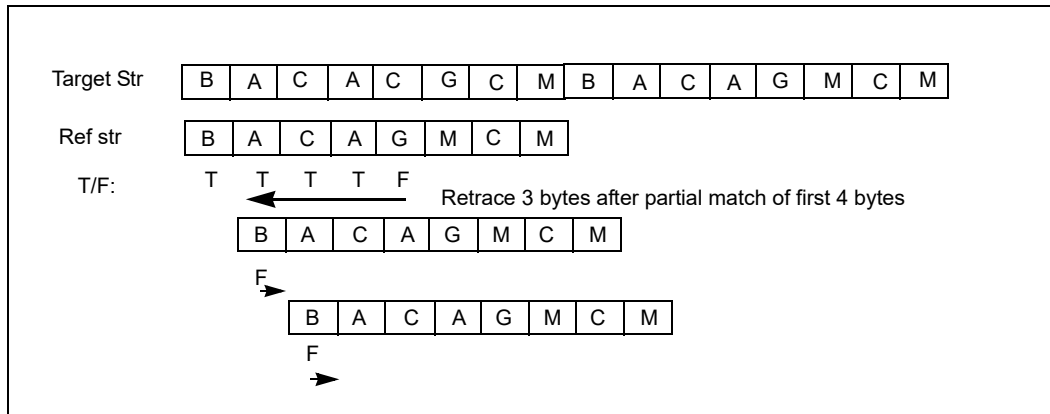 Target Str B A C A C G C M B A C A G M C M
Ref str B A C A G M C M
T/F: T T T T F
Retrace 3 bytes after partial match of first 4 bytes
B A C A G M C M
F
B A C A G M C M
F